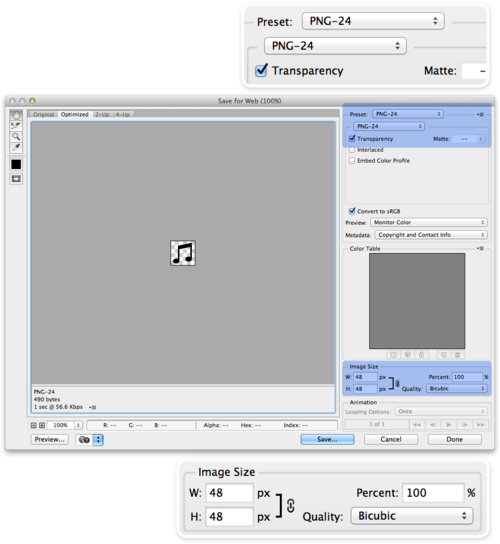 Preset: PNG-24
PNG-24
Transparency Matte: --
Save for Web (100%)
Original Optimized 2-Up 4-Up
Preset: PNG-24
PNG-24
Transparency Matte: --
Interlaced
Embed Color Profile
Convert to sRGB
Preview: Monitor Color
Metadata: Copyright and Contact Info
Color Table
Image Size
W: 48 px Percent: 100 %
H: 48 px Quality: Bicubic
Animation
Looping Options: Once
1 of 1
PNG-24
490 bytes
1 sec @ 56.6 Kbps
100% R: -- G: -- B: -- Alpha: -- Hex: -- Index: --
Preview... Save... Cancel Done
Image Size
W: 48 px Percent: 100 %
H: 48 px Quality: Bicubic